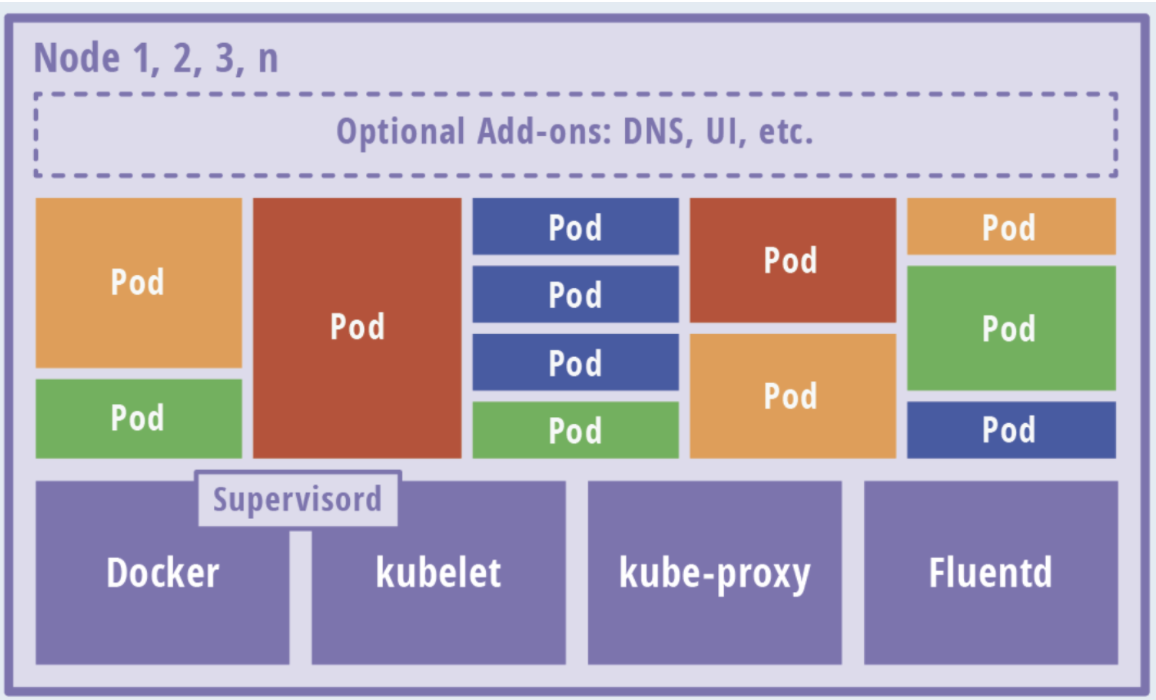 Node 1, 2, 3, n
Optional Add-ons: DNS, UI, etc.
Pod
Pod
Pod
Pod
Pod
Pod
Pod
Pod
Pod
Pod
Pod
Pod
Supervisord
Docker
kubelet
kube-proxy
Fluentd